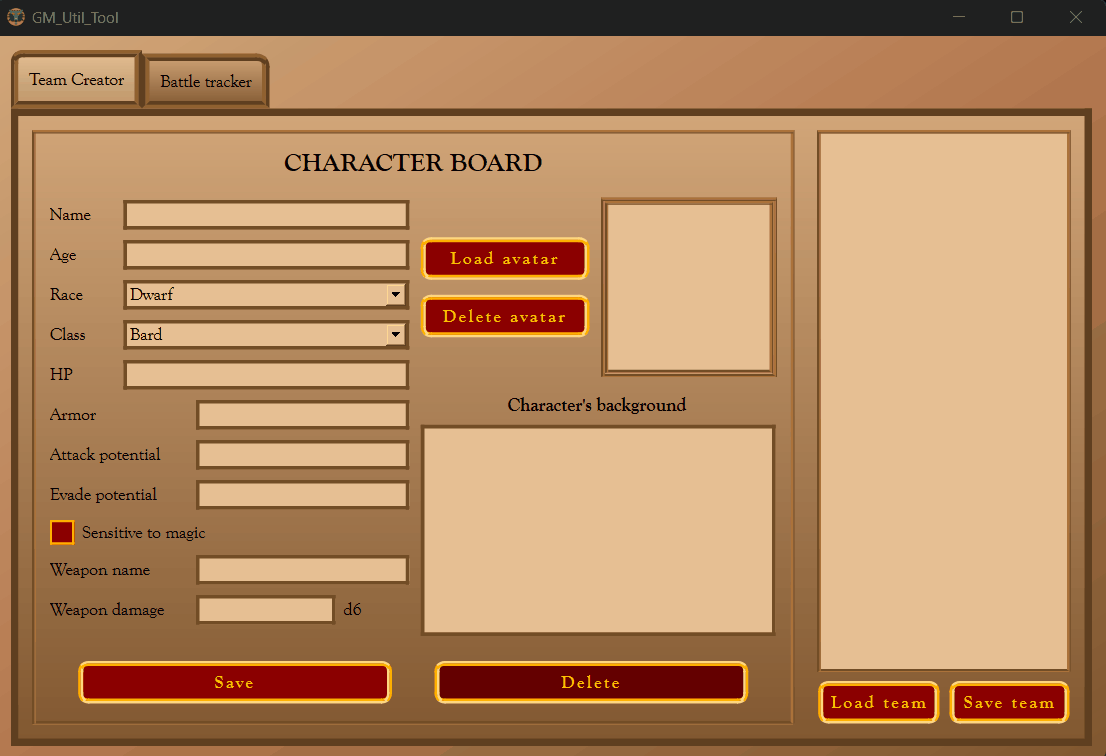 GM_Util_Tool
Team Creator
Battle tracker
CHARACTER BOARD
Name
Age
Race
Dwarf
Class
Bard
HP
Armor
Attack potential
Evade potential
Sensitive to magic
Weapon name
Weapon damage
d6
Load avatar
Delete avatar
Character's background
Save
Delete
Load team
Save team